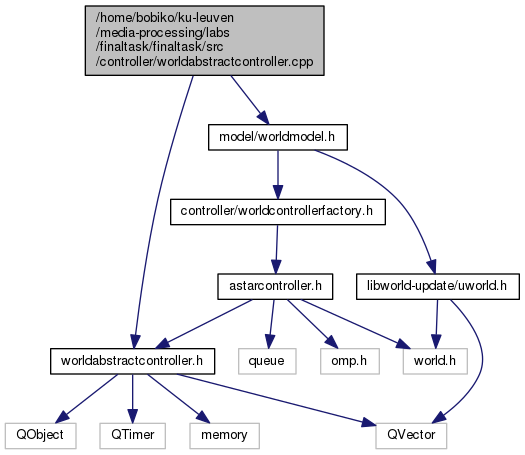 /home/bobiko/ku-leuven
/media-processing/labs
/finaltask/finaltask/src
/controller/worldabstractcontroller.cpp
model/worldmodel.h
controller/worldcontrollerfactory.h
astarcontroller.h
libworld-update/uworld.h
worldabstractcontroller.h
queue
omp.h
world.h
QObject
QTimer
memory
QVector